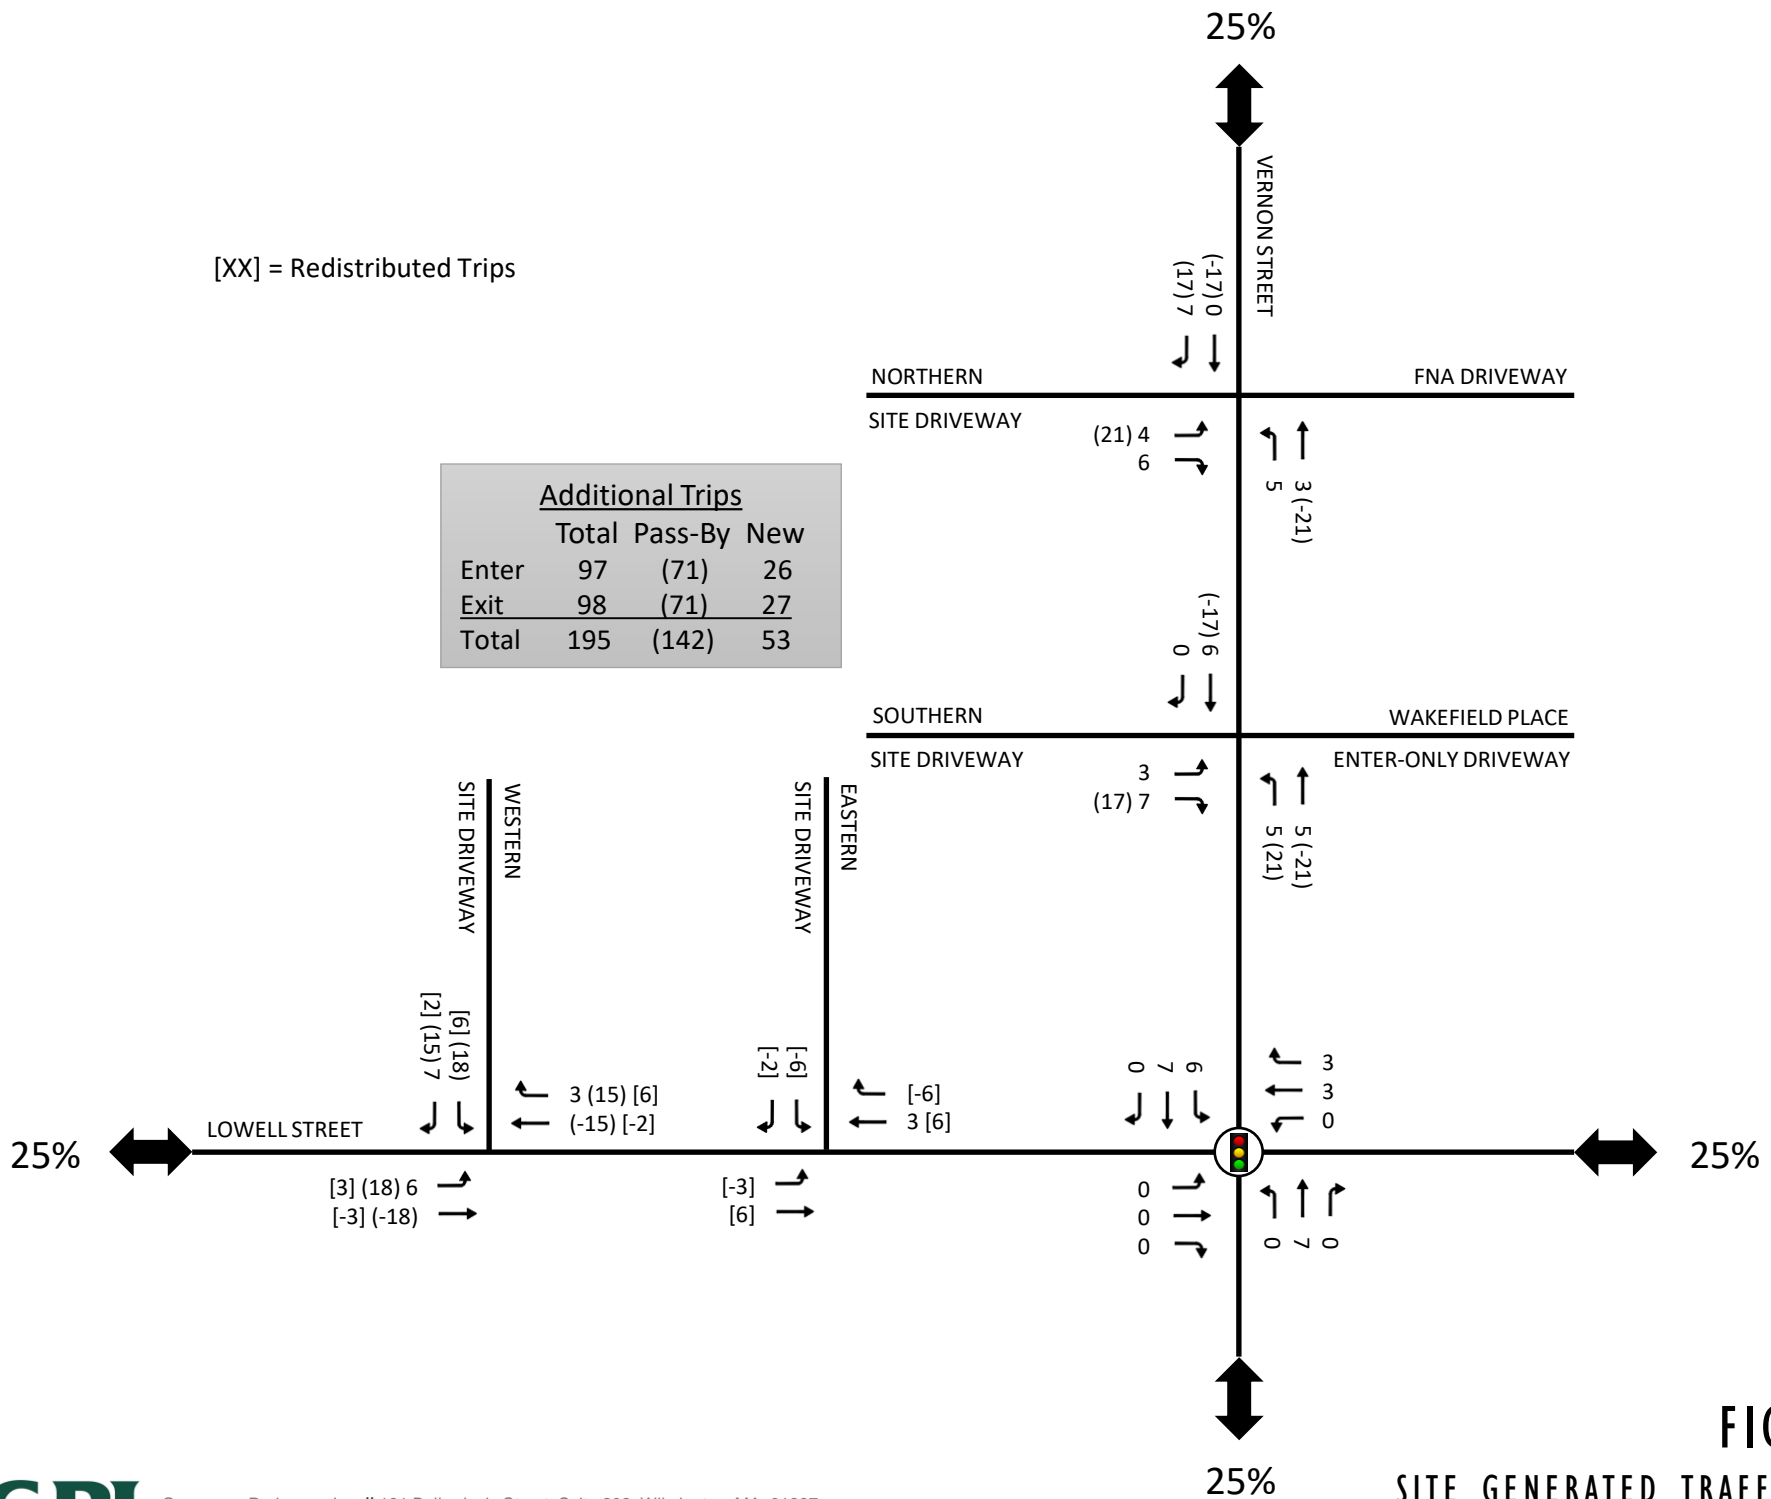 25%
VERNON STREET
[XX] = Redistributed Trips
(17) 7
(-17) 0
NORTHERN
FNA DRIVEWAY
SITE DRIVEWAY
(21) 4
6
5
3 (-21)
Additional Trips
Total Pass-By New
Enter 97 (71) 26
Exit 98 (71) 27
Total 195 (142) 53
0
(-17) 6
SOUTHERN
WAKEFIELD PLACE
SITE DRIVEWAY
ENTER-ONLY DRIVEWAY
3
(17) 7
5 (21)
5 (-21)
SITE DRIVEWAY
WESTERN
SITE DRIVEWAY
EASTERN
[2] (15) 7
[6] (18)
3 (15) [6]
(-15) [-2]
[-2]
[-6]
[-6]
3 [6]
0
7
6
3
3
0
LOWELL STREET
25%
25%
[3] (18) 6
[-3] (-18)
[-3]
[6]
0
0
0
0
7
0
25%
SITE GENERATED
GPI